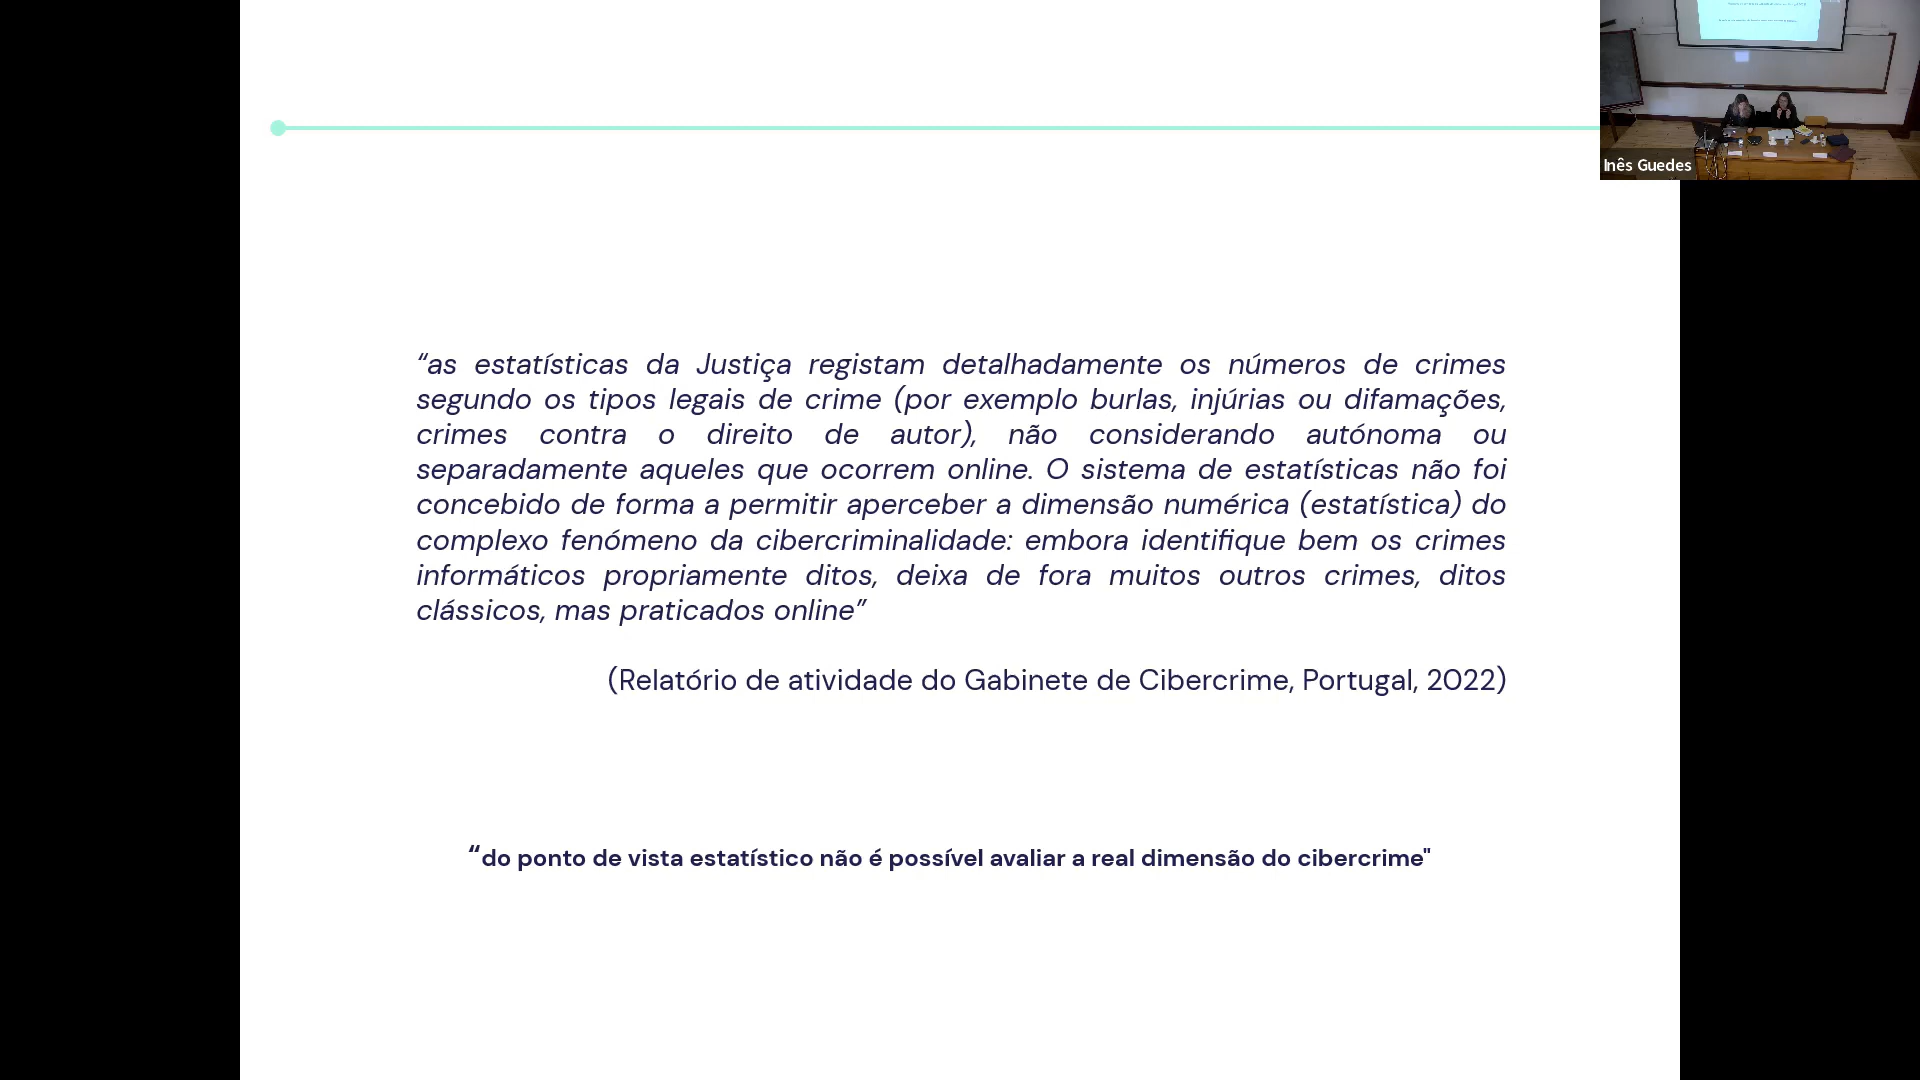 Inês Guedes
“as estatísticas da Justiça registam detalhadamente os números de crimes
segundo os tipos legais de crime (por exemplo burlas, injúrias ou difamações,
crimes contra o direito de autor), não considerando autónoma ou
separadamente aqueles que ocorrem online. O sistema de estatísticas não foi
concebido de forma a permitir aperceber a dimensão numérica (estatística) do
complexo fenómeno da cibercriminalidade: embora identifique bem os crimes
informáticos propriamente ditos, deixa de fora muitos outros crimes, ditos
clássicos, mas praticados online”
(Relatório de atividade do Gabinete de Cibercrime, Portugal, 2022)
“do ponto de vista estatístico não é possível avaliar a real dimensão do cibercrime"